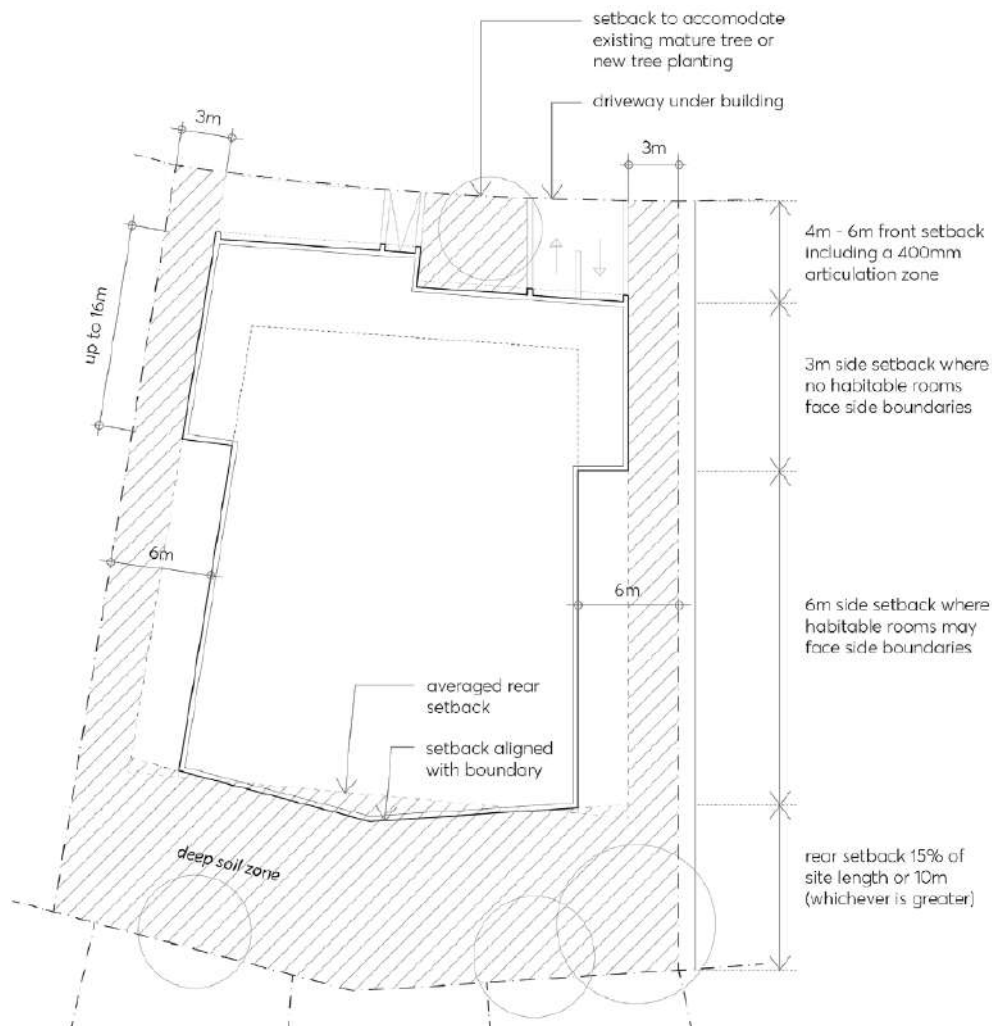 setback to accomodate
existing mature tree or
new tree planting
driveway under building
3m
3m
4m - 6m front setback
including a 400mm
articulation zone
up to 16m
3m side setback where
no habitable rooms
face side boundaries
6m
6m
6m side setback where
habitable rooms may
face side boundaries
averaged rear
setback
setback aligned
with boundary
deep soil zone
rear setback 15% of
site length or 10m
(whichever is greater)